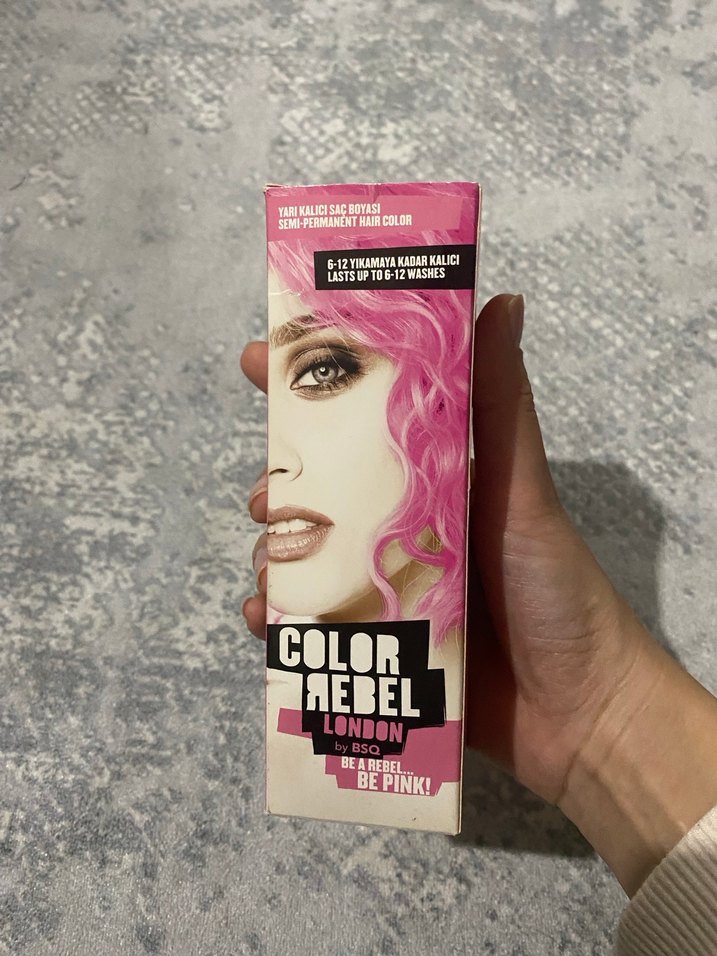 YARI KALICI SAÇ BOYASI
SEMI-PERMANENT HAIR COLOR
6-12 YIKAMAYA KADAR KALICI
LASTS UP TO 6-12 WASHES
COLOR
REBEL
LONDON
by BSQ
BE A REBEL...
BE PINK!